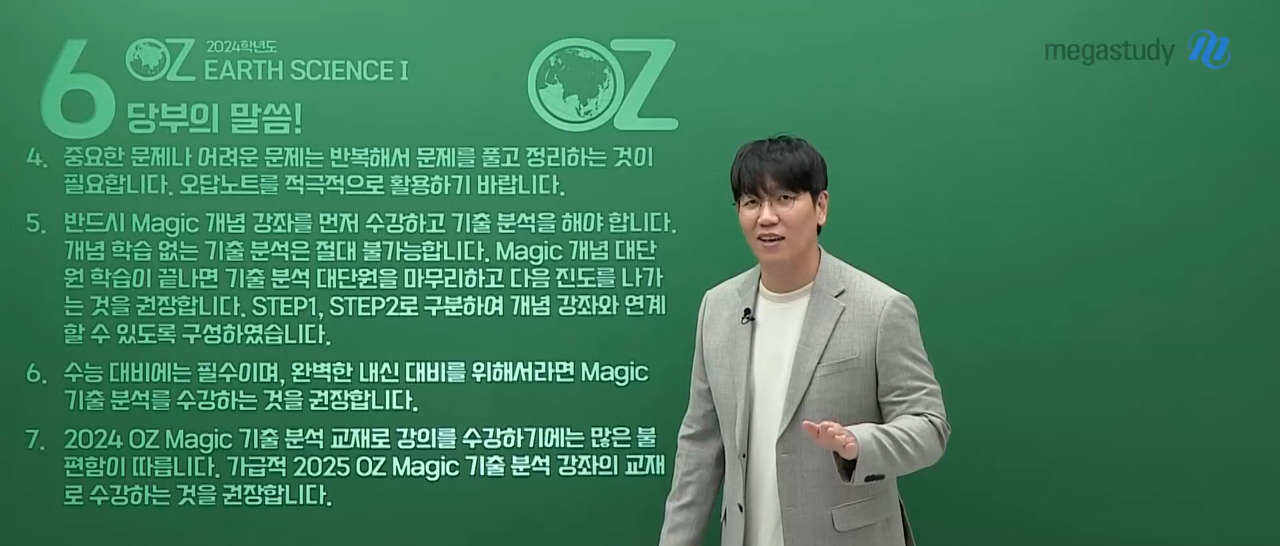 6
OZ
2024학년도
EARTH SCIENCE I
당부의 말씀!
OZ
megastudy
4. 중요한 문제나 어려운 문제는 반복해서 문제를 풀고 정리하는 것이
필요합니다. 오답노트를 적극적으로 활용하기 바랍니다.
5. 반드시 Magic 개념 강좌를 먼저 수강하고 기출 분석을 해야 합니다.
개념 학습 없는 기출 분석은 절대 불가능합니다. Magic 개념 대단
원 학습이 끝나면 기출 분석 대단원을 마무리하고 다음 진도를 나가
는 것을 권장합니다. STEP1, STEP2로 구분하여 개념 강좌와 연계
할 수 있도록 구성하였습니다.
6. 수능 대비에는 필수이며, 완벽한 내신 대비를 위해서라면 Magic
기출 분석를 수강하는 것을 권장합니다.
7. 2024 OZ Magic 기출 분석 교재로 강의를 수강하기에는 많은 불
편함이 따릅니다. 가급적 2025 OZ Magic 기출 분석 강좌의 교재
로 수강하는 것을 권장합니다.